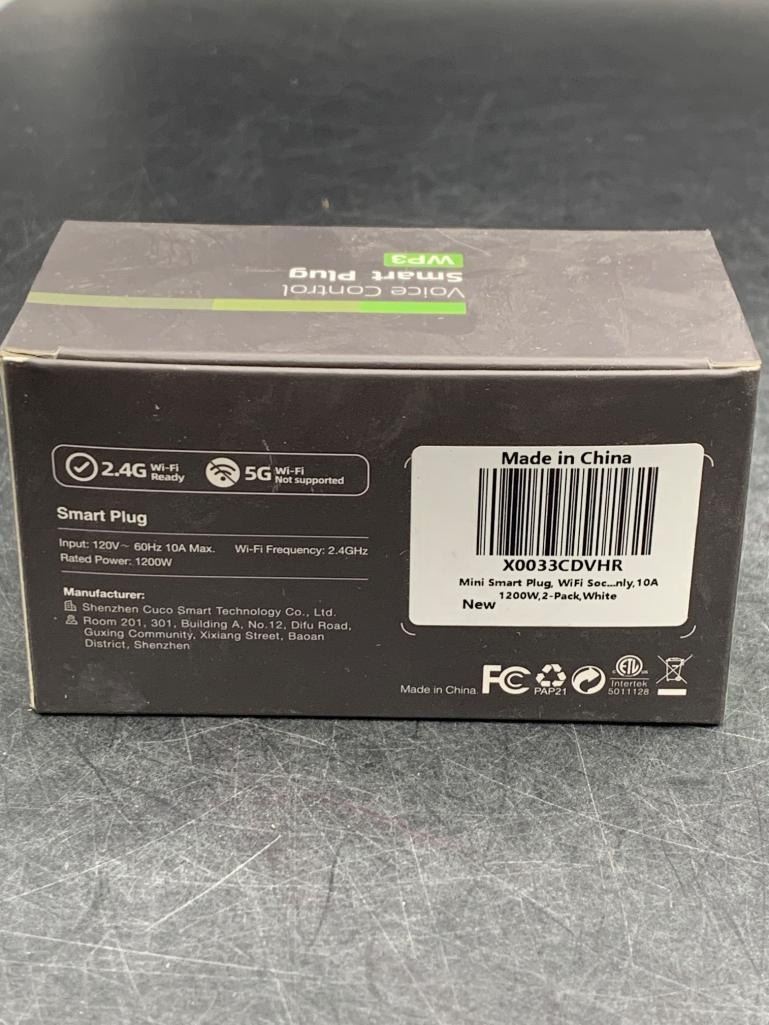 WP3
Smart Plug
Voice Control
2.4G Wi-Fi Ready
5G Wi-Fi Not supported
Smart Plug
Input: 120V~ 60Hz 10A Max. Wi-Fi Frequency: 2.4GHz
Rated Power: 1200W
Manufacturer:
Shenzhen Cuco Smart Technology Co., Ltd.
Room 201, 301, Building A, No.12, Difu Road,
Guxing Community, Xixiang Street, Baoan
District, Shenzhen
Made in China
X0033CDVHR
Mini Smart Plug, WiFi Soc...nly,10A
1200W,2-Pack,White
New
Made in China
FC
PAP21
ETL
Intertek
5011128